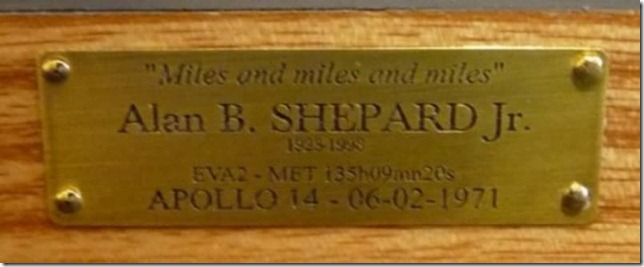 "Miles and miles and miles"
Alan B. SHEPARD Jr.
1923-1998
EVA2 - MET 135h09mn20s
APOLLO 14 - 06-02-1971